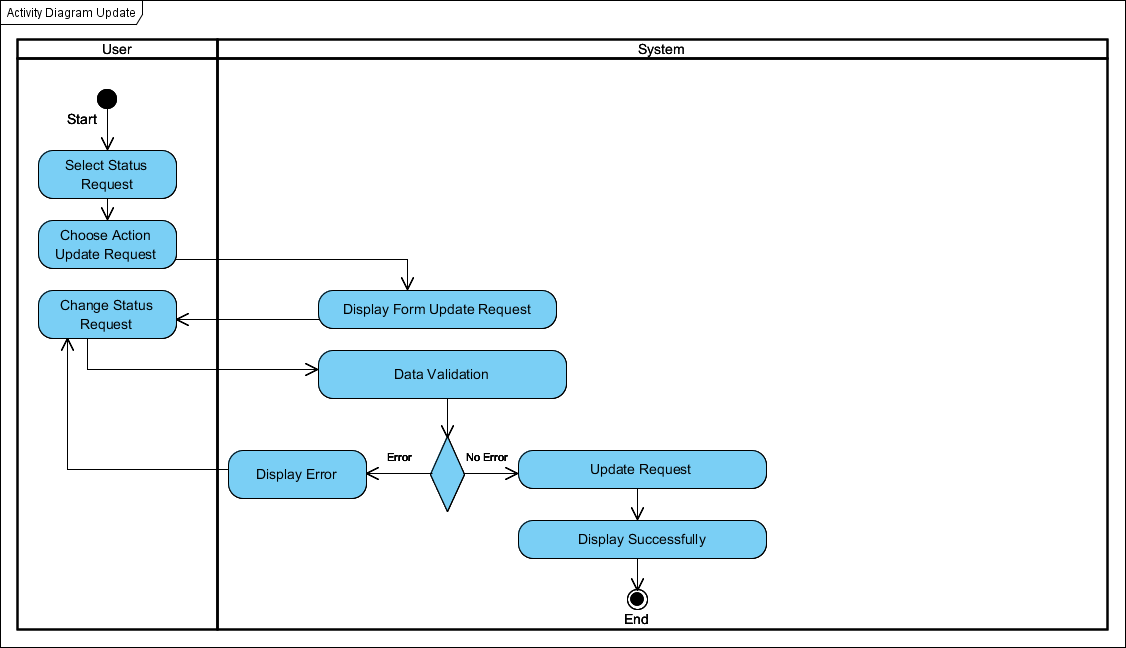 Activity Diagram Update
User
System
Start
Select Status
Request
Choose Action
Update Request
Change Status
Request
Display Form Update Request
Data Validation
Error
No Error
Display Error
Update Request
Display Successfully
End